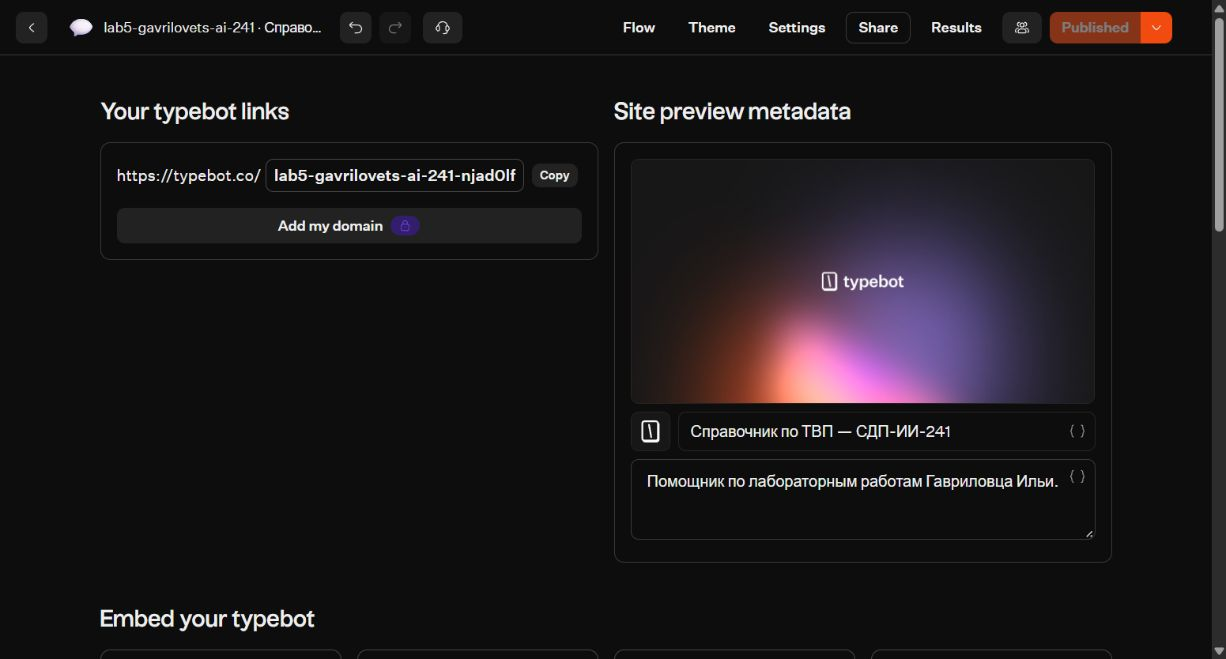 lab5-gavrilovets-ai-241 · Справо...
Flow
Theme
Settings
Share
Results
Published
Your typebot links
https://typebot.co/
lab5-gavrilovets-ai-241-njad0lf
Copy
Add my domain
Site preview metadata
typebot
Справочник по ТВП — СДП-ИИ-241
Помощник по лабораторным работам Гавриловца Ильи.
Embed your typebot